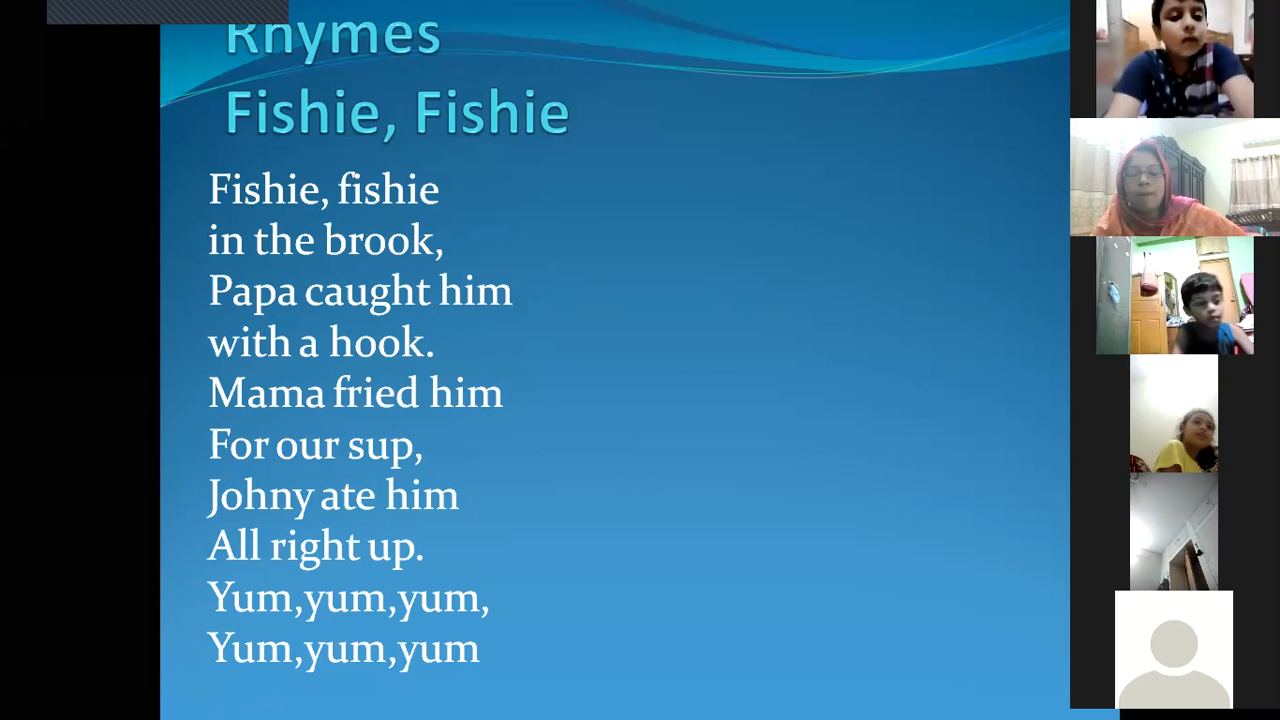 Rhymes
Fishie, Fishie
Fishie, fishie
in the brook,
Papa caught him
with a hook.
Mama fried him
For our sup,
Johny ate him
All right up.
Yum,yum,yum,
Yum,yum,yum